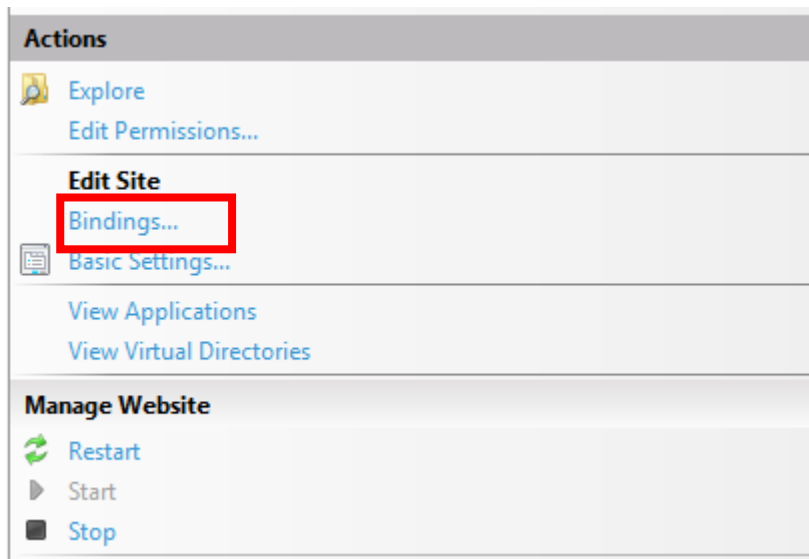 Actions
Explore
Edit Permissions...
Edit Site
Bindings...
Basic Settings...
View Applications
View Virtual Directories
Manage Website
Restart
Start
Stop